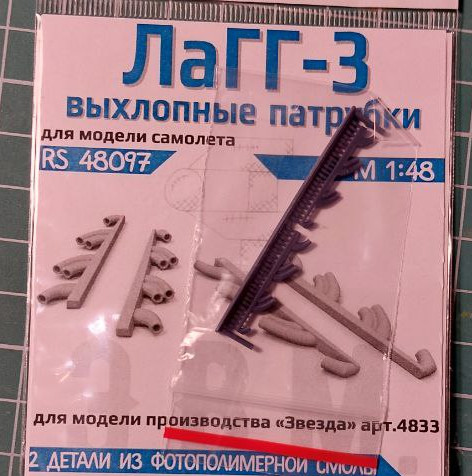 ЛаГГ-3
выхлопные патрубки
для модели самолета
RS 48097
М 1:48
для модели производства «Звезда» арт.4833
2 ДЕТАЛИ ИЗ ФОТОПОЛИМЕРНОЙ СМОЛЫ